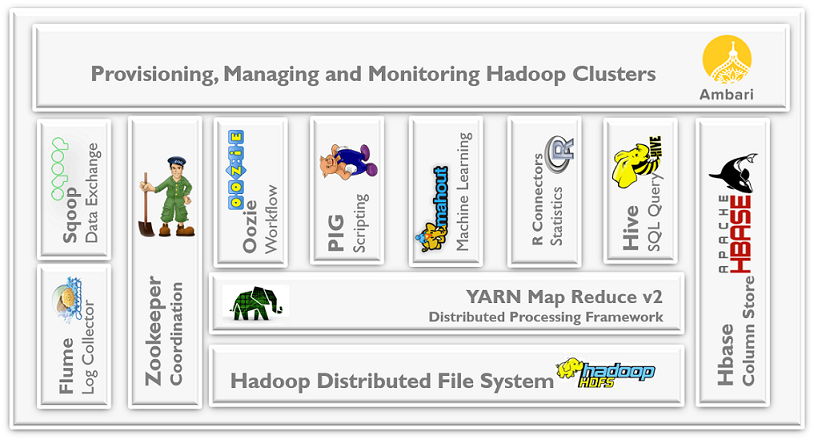 Provisioning, Managing and Monitoring Hadoop Clusters
Ambari
sqoop
Sqoop
Data Exchange
Flume
Log Collector
Zookeeper
Coordination
OOZIE
Oozie
Workflow
PIG
Scripting
mahout
Machine Learning
R
R Connectors
Statistics
HIVE
Hive
SQL Query
APACHE
HBASE
Hbase
Column Store
YARN Map Reduce v2
Distributed Processing Framework
Hadoop Distributed File System
hadoop
HDFS